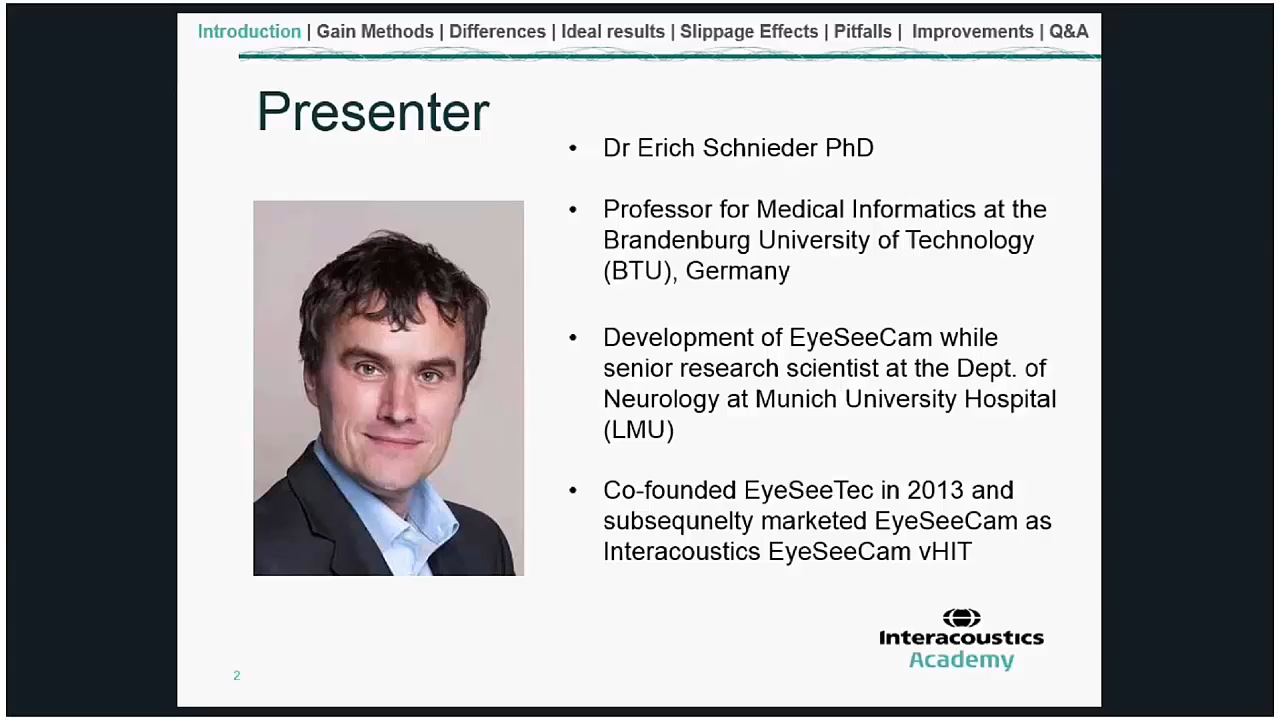 Introduction | Gain Methods | Differences | Ideal results | Slippage Effects | Pitfalls | Improvements | Q&A
Presenter
• Dr Erich Schnieder PhD
• Professor for Medical Informatics at the
Brandenburg University of Technology
(BTU), Germany
• Development of EyeSeeCam while
senior research scientist at the Dept. of
Neurology at Munich University Hospital
(LMU)
• Co-founded EyeSeeTec in 2013 and
subsequnelty marketed EyeSeeCam as
Interacoustics EyeSeeCam vHIT
Interacoustics
Academy
2